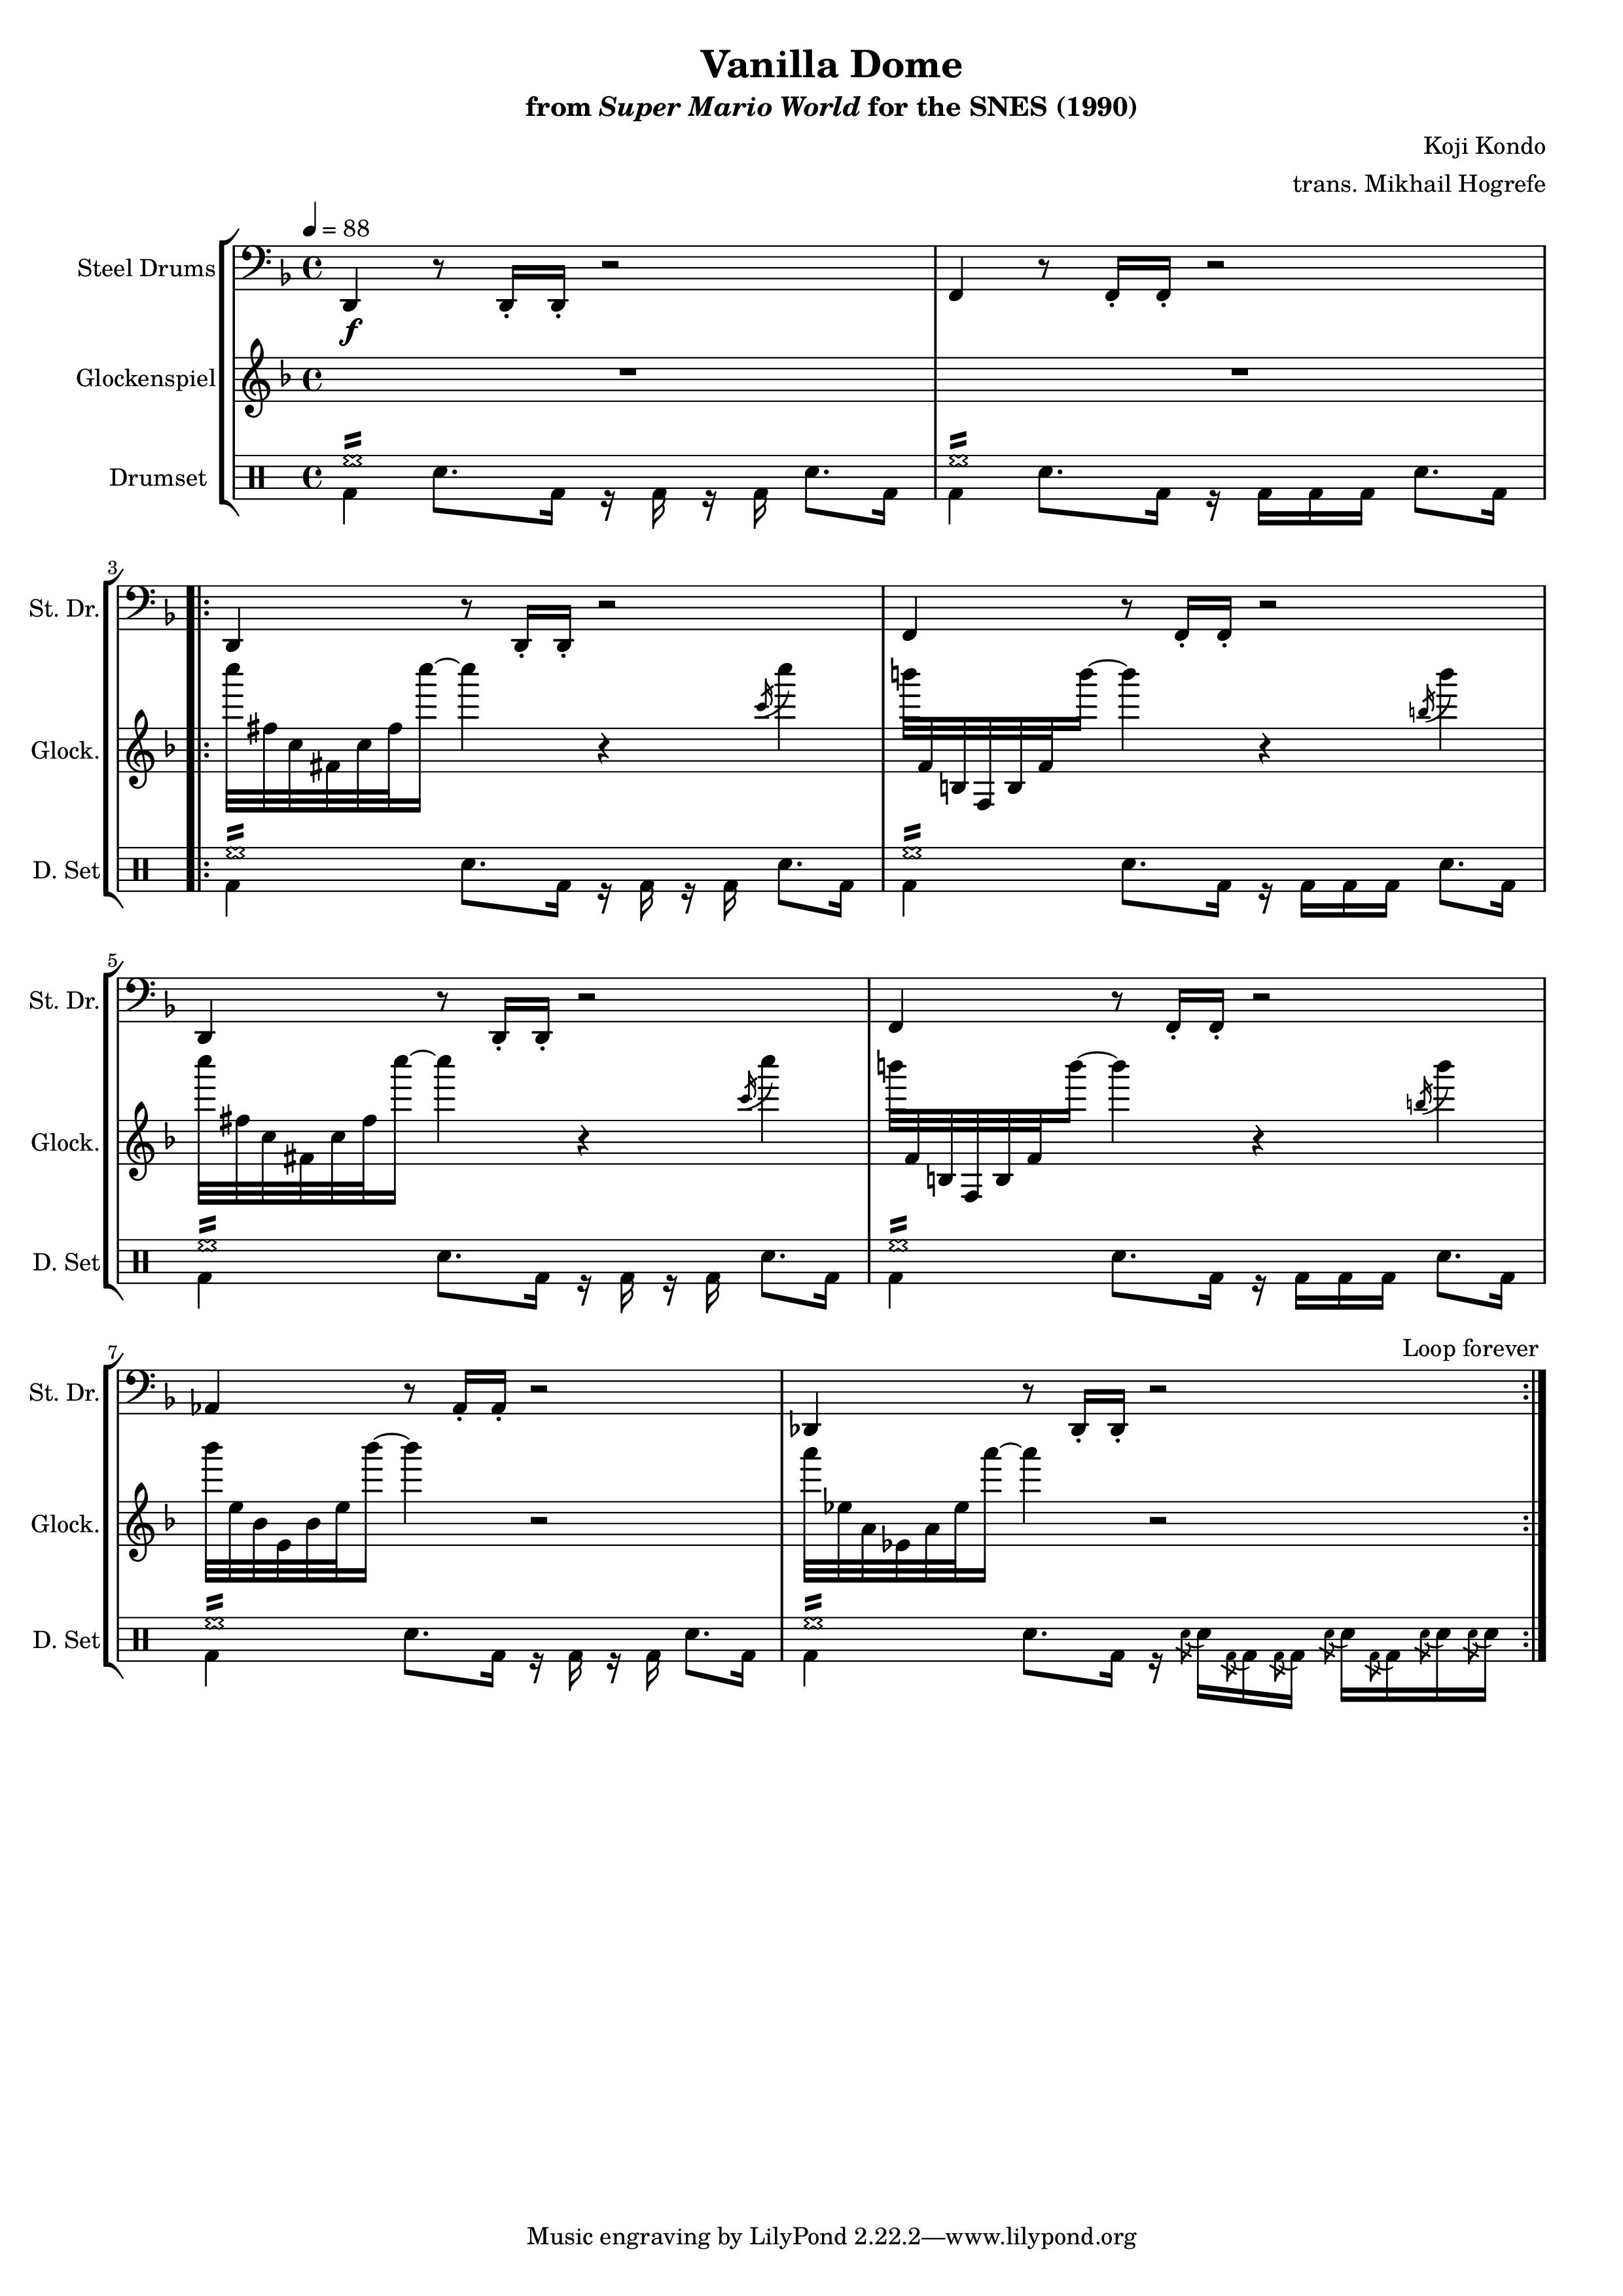 Vanilla Dome
from Super Mario World for the SNES (1990)
Koji Kondo
trans. Mikhail Hogrefe
= 88
Steel Drums
f
Glockenspiel
Drumset
3
St. Dr.
Glock.
D. Set
5
St. Dr.
Glock.
D. Set
Loop forever
7
St. Dr.
Glock.
D. Set
Music engraving by LilyPond 2.22.2—www.lilypond.org